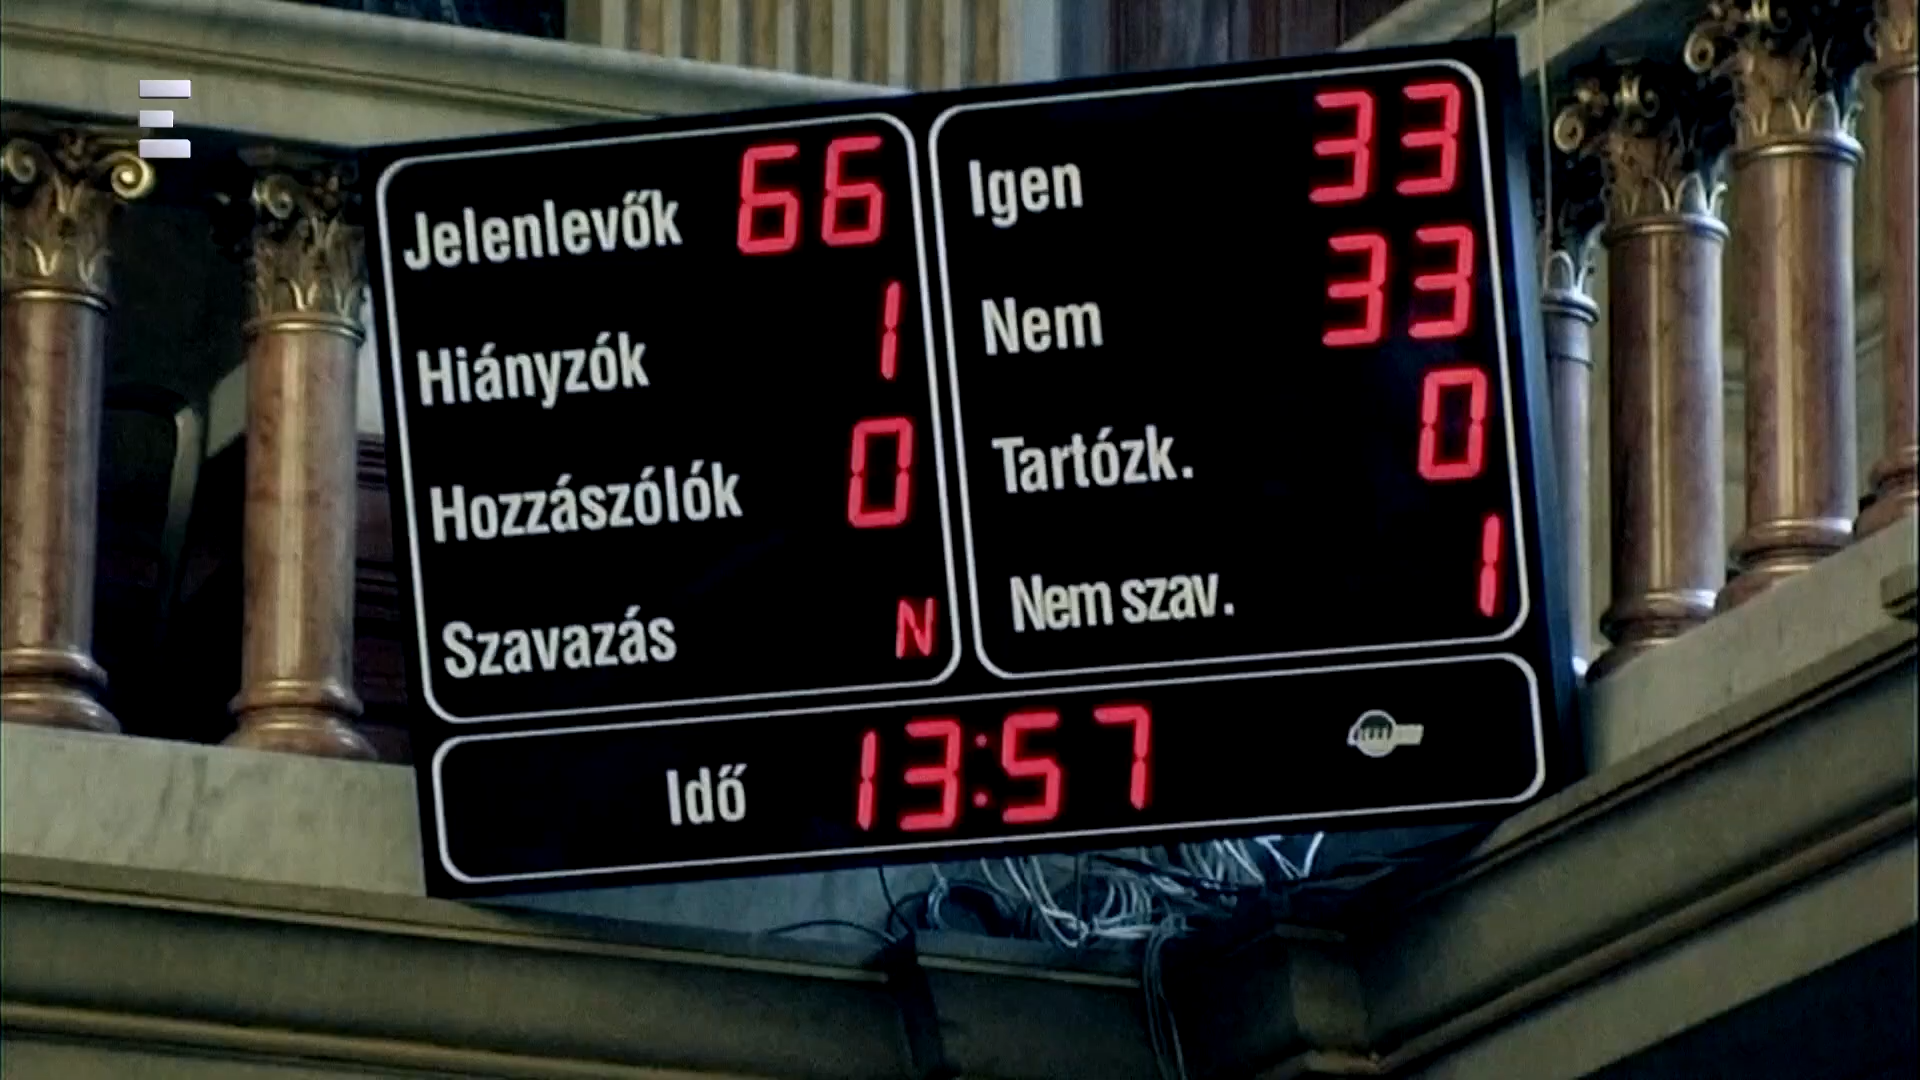 Jelenlevők 66
Hiányzók 1
Hozzászólók 0
Szavazás N
Igen 33
Nem 33
Tartózk. 0
Nem szav. 1
Idő 13:57